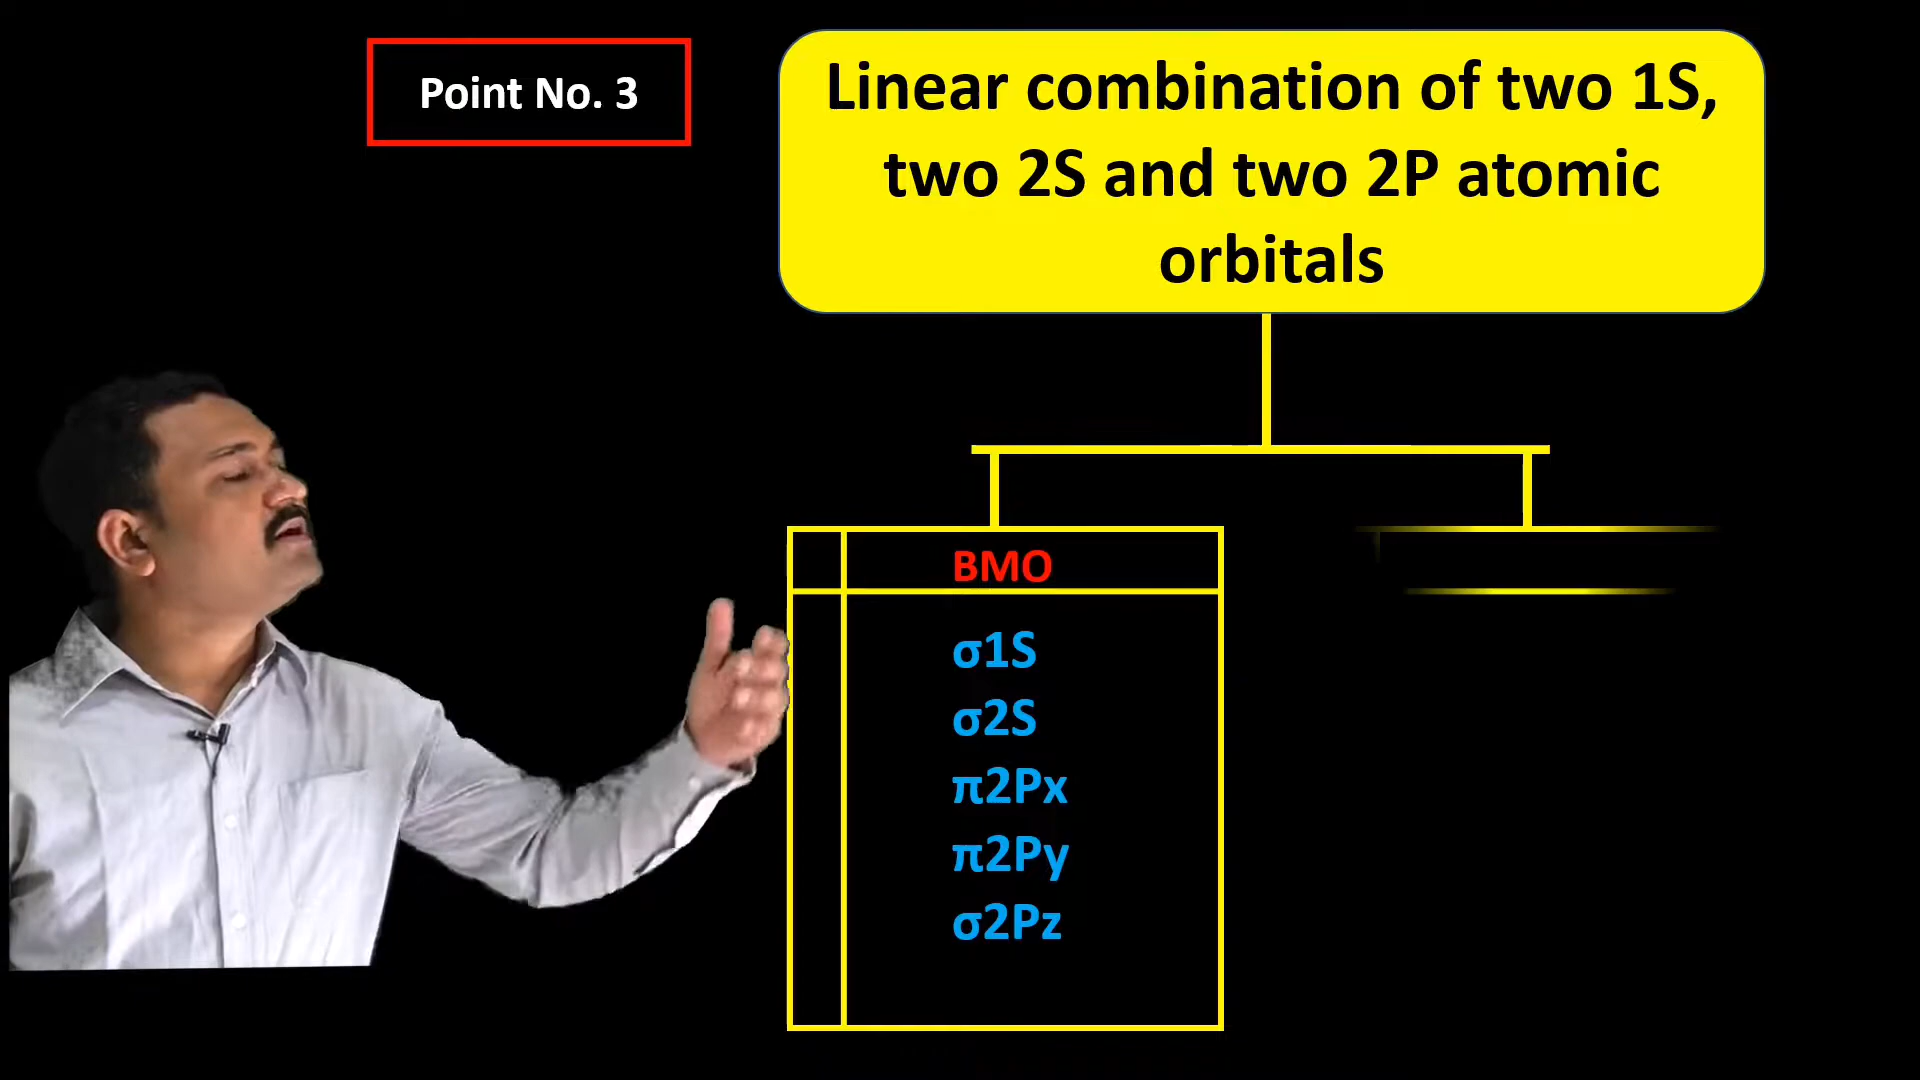 Point No. 3
Linear combination of two 1S,
two 2S and two 2P atomic
orbitals
BMO
σ1S
σ2S
π2Px
π2Py
σ2Pz